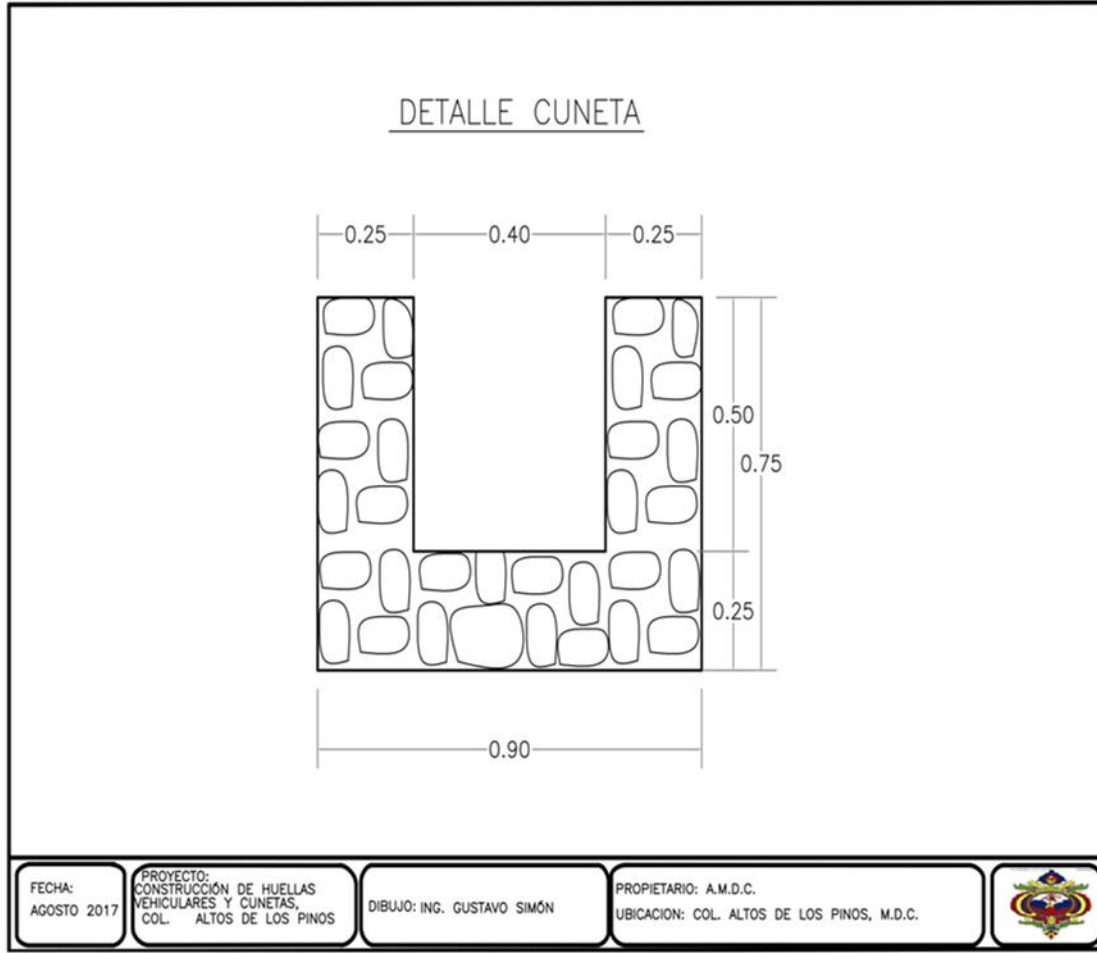 DETALLE CUNETA
0.25 0.40 0.25
0.50
0.75
0.25
0.90
FECHA:
AGOSTO 2017
PROYECTO:
CONSTRUCCIÓN DE HUELLAS
VEHICULARES Y CUNETAS,
COL. ALTOS DE LOS PINOS
DIBUJO: ING. GUSTAVO SIMÓN
PROPIETARIO: A.M.D.C.
UBICACION: COL. ALTOS DE LOS PINOS, M.D.C.